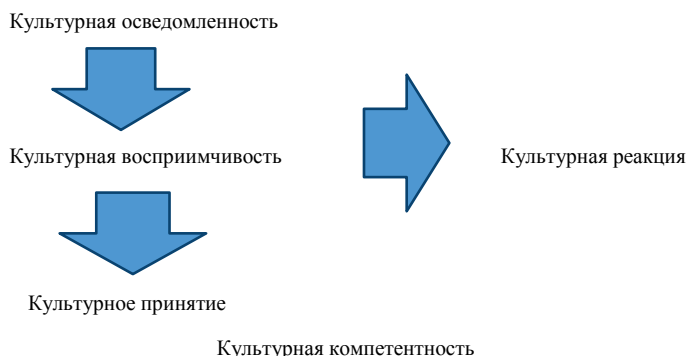 Культурная осведомленность
Культурная восприимчивость
Культурная реакция
Культурное принятие
Культурная компетентность